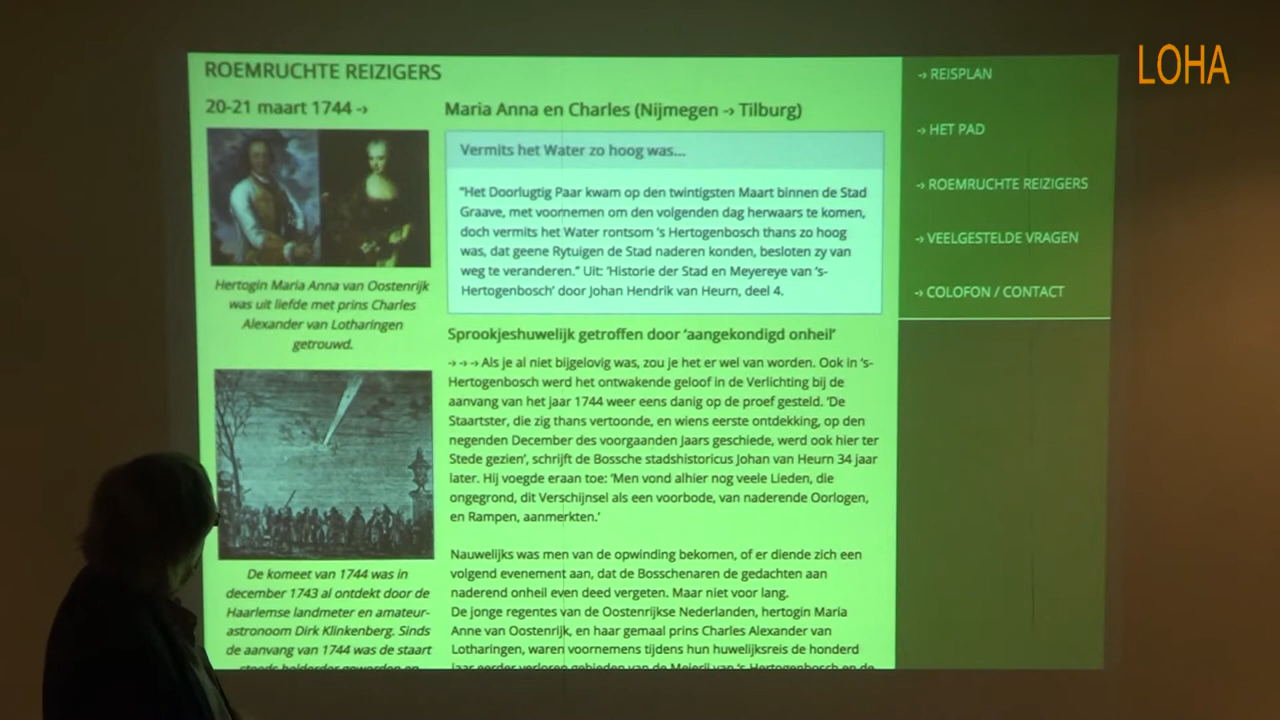 LOHA
ROEMRUCHTE REIZIGERS
20-21 maart 1744 ->
Hertogin Maria Anna van Oostenrijk
was uit liefde met prins Charles
Alexander van Lotharingen
getrouwd.
De komeet van 1744 was in
december 1743 al ontdekt door de
Haarlemse landmeter en amateur-
astronoom Dirk Klinkenberg. Sinds
de aanvang van 1744 was de staart
steeds helderder geworden en
Maria Anna en Charles (Nijmegen -> Tilburg)
Vermits het Water zo hoog was...
"Het Doorlugtig Paar kwam op den twintigsten Maart binnen de Stad
Graave, met voornemen om den volgenden dag herwaars te komen,
doch vermits het Water rontsom 's Hertogenbosch thans zo hoog
was, dat geene Rytuigen de Stad naderen konden, besloten zy van
weg te veranderen." Uit: 'Historie der Stad en Meyereye van 's-
Hertogenbosch' door Johan Hendrik van Heurn, deel 4.
Sprookjeshuwelijk getroffen door 'aangekondigd onheil'
-> -> -> Als je al niet bijgelovig was, zou je het er wel van worden. Ook in 's-
Hertogenbosch werd het ontwakende geloof in de Verlichting bij de
aanvang van het jaar 1744 weer eens danig op de proef gesteld. 'De
Staartster, die zig thans vertoonde, en wiens eerste ontdekking, op den
negenden December des voorgaanden Jaars geschiede, werd ook hier ter
Stede gezien', schrijft de Bossche stadshistoricus Johan van Heurn 34 jaar
later. Hij voegde eraan toe: 'Men vond alhier nog veele Lieden, die
ongegrond, dit Verschijnsel als een voorbode, van naderende Oorlogen,
en Rampen, aanmerkten.'
Nauwelijks was men van de opwinding bekomen, of er diende zich een
volgend evenement aan, dat de Bosschenaren de gedachten aan
naderend onheil even deed vergeten. Maar niet voor lang.
De jonge regentes van de Oostenrijkse Nederlanden, hertogin Maria
Anne van Oostenrijk, en haar gemaal prins Charles Alexander van
Lotharingen, waren voornemens tijdens hun huwelijksreis de honderd
jaar eerder verloren gebieden van de Meierij van 's-Hertogenbosch en de
-> REISPLAN
-> HET PAD
-> ROEMRUCHTE REIZIGERS
-> VEELGESTELDE VRAGEN
-> COLOFON / CONTACT